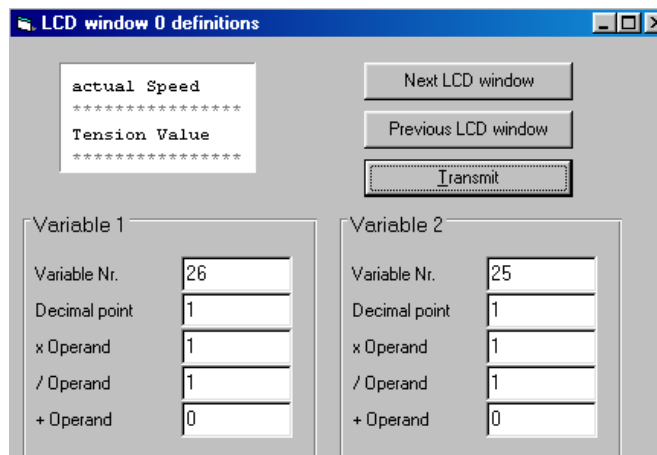 LCD window 0 definitions
actual Speed
****************
Tension Value
****************
Next LCD window
Previous LCD window
Transmit
Variable 1
Variable Nr. 26
Decimal point 1
x Operand 1
/ Operand 1
+ Operand 0
Variable 2
Variable Nr. 25
Decimal point 1
x Operand 1
/ Operand 1
+ Operand 0